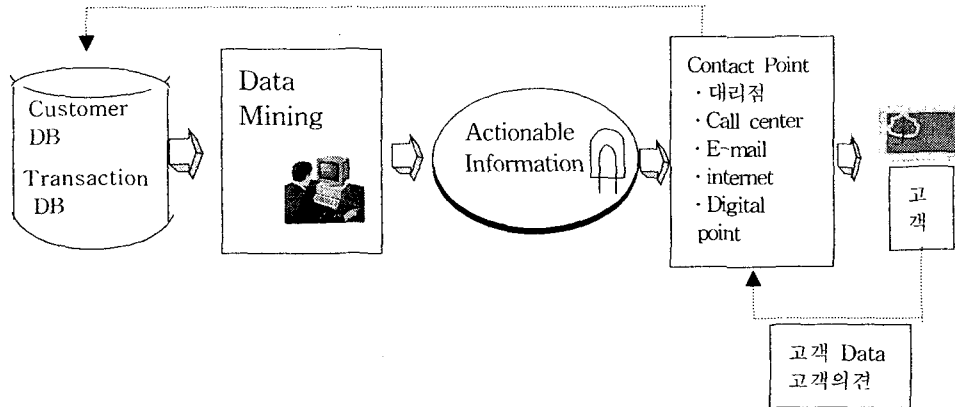 Customer
DB
Transaction
DB
Data
Mining
Actionable
Information
Contact Point
· 대리점
· Call center
· E-mail
· internet
· Digital
point
고
객
고객 Data
고객의견